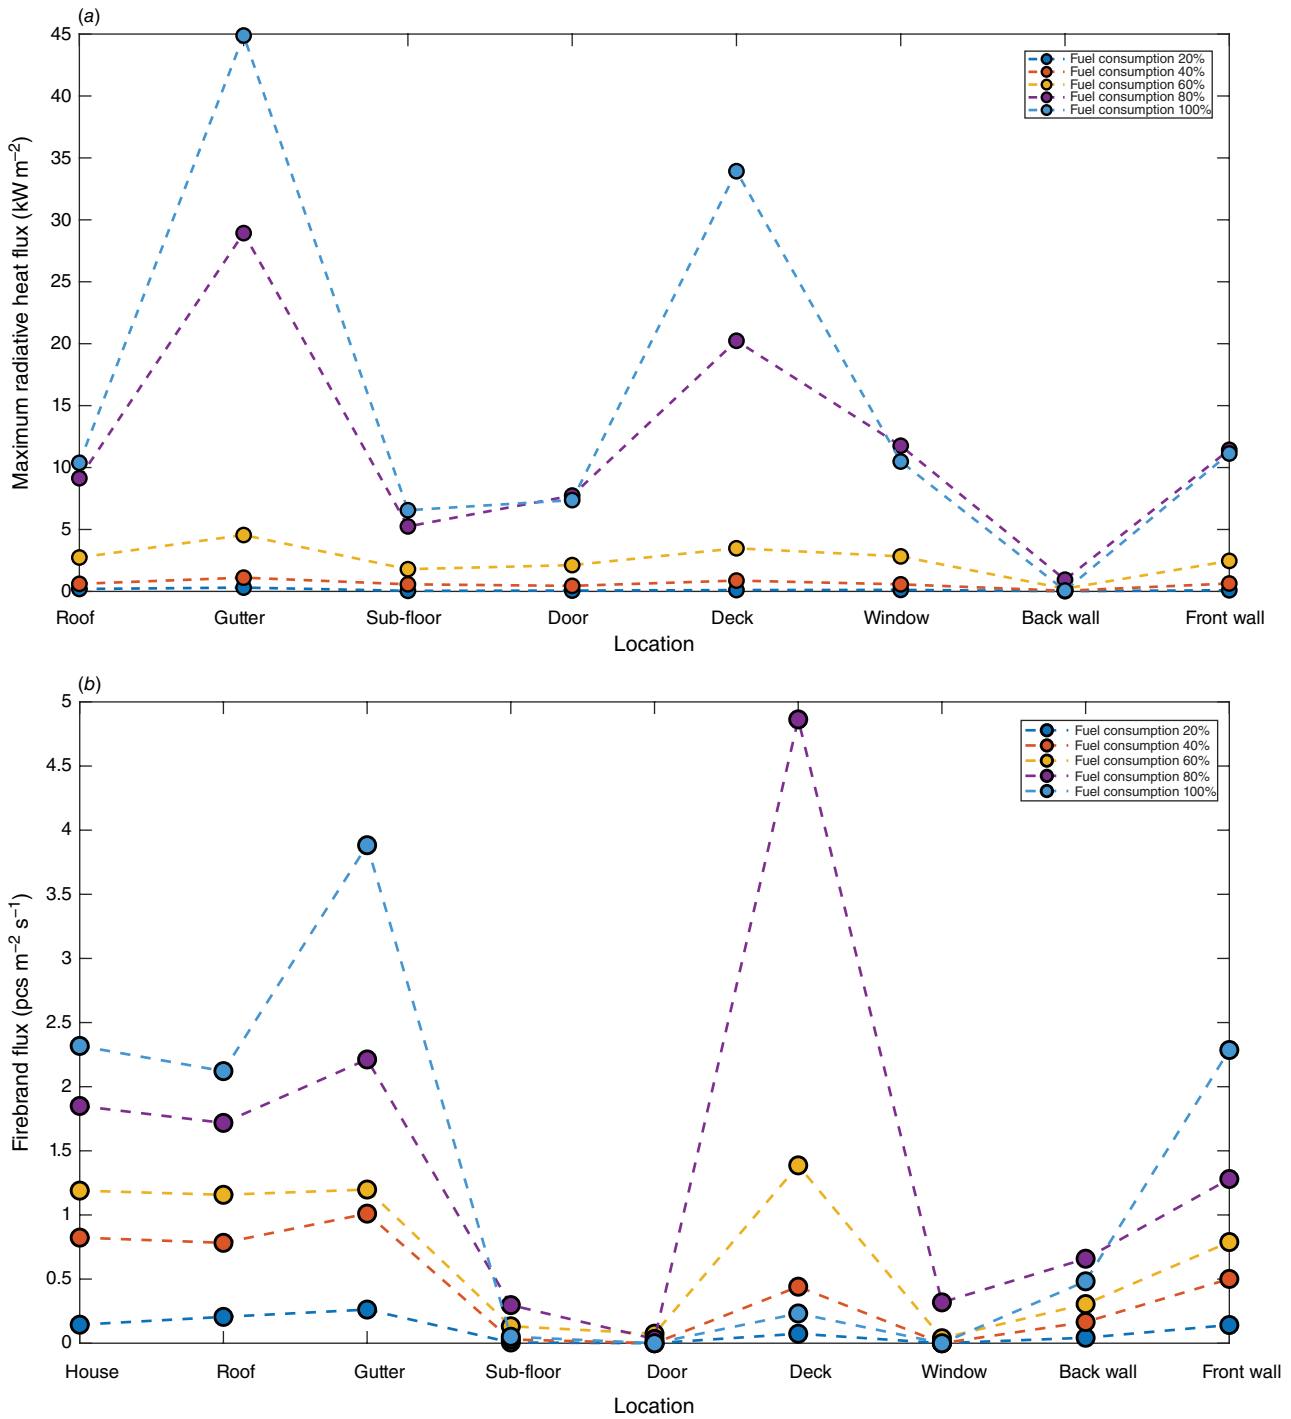 (a)
45
40
35
30
25
20
15
10
5
0
Maximum radiative heat flux (kW m−2)
Fuel consumption 20%
Fuel consumption 40%
Fuel consumption 60%
Fuel consumption 80%
Fuel consumption 100%
Roof Gutter Sub-floor Door Deck Window Back wall Front wall
Location
(b)
5
4.5
4
3.5
3
2.5
2
1.5
1
0.5
0
Firebrand flux (pcs m−2 s−1)
Fuel consumption 20%
Fuel consumption 40%
Fuel consumption 60%
Fuel consumption 80%
Fuel consumption 100%
House Roof Gutter Sub-floor Door Deck Window Back wall Front wall
Location